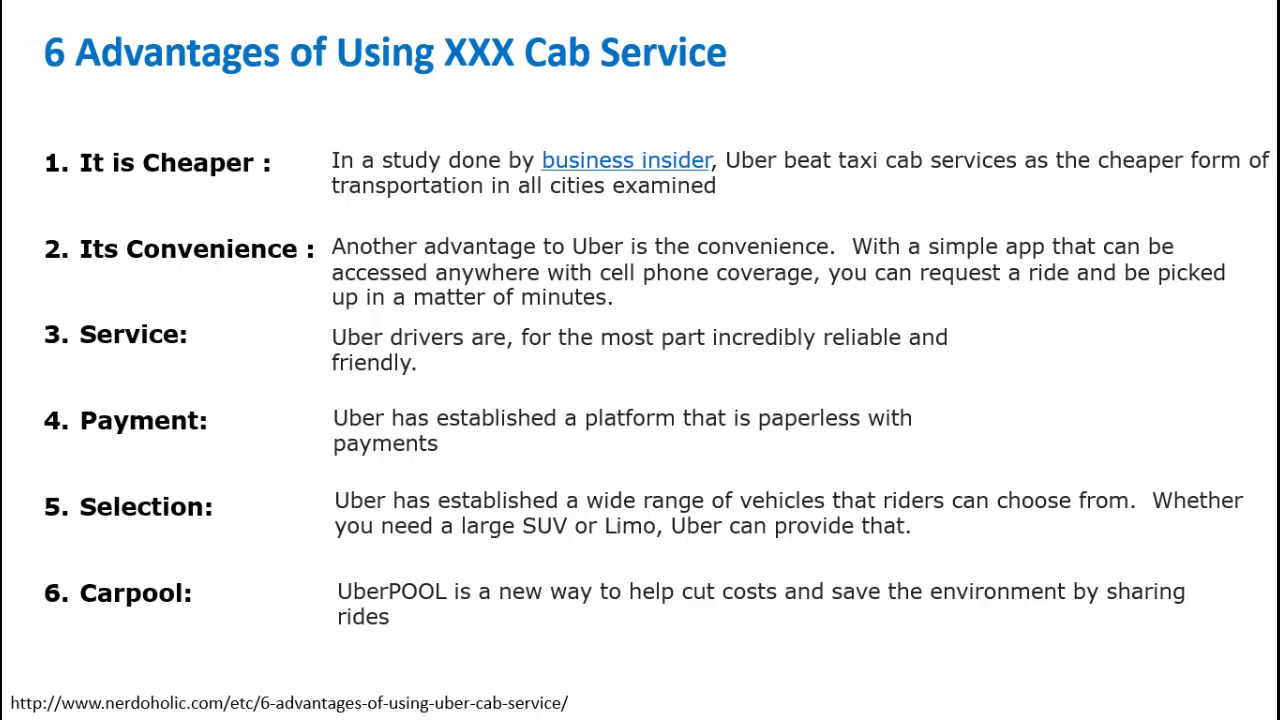 6 Advantages of Using XXX Cab Service
1. It is Cheaper :
In a study done by business insider, Uber beat taxi cab services as the cheaper form of
transportation in all cities examined
2. Its Convenience :
Another advantage to Uber is the convenience.  With a simple app that can be
accessed anywhere with cell phone coverage, you can request a ride and be picked
up in a matter of minutes.
3. Service:
Uber drivers are, for the most part incredibly reliable and
friendly.
4. Payment:
Uber has established a platform that is paperless with
payments
5. Selection:
Uber has established a wide range of vehicles that riders can choose from.  Whether
you need a large SUV or Limo, Uber can provide that.
6. Carpool:
UberPOOL is a new way to help cut costs and save the environment by sharing
rides
http://www.nerdoholic.com/etc/6-advantages-of-using-uber-cab-service/